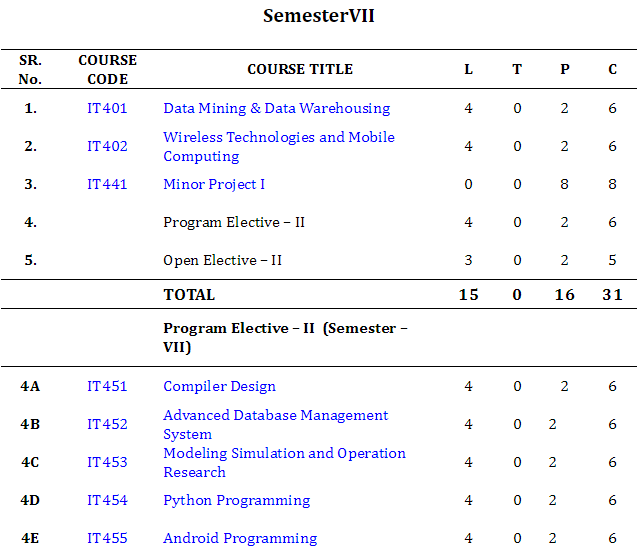 SemesterVII
SR. No. COURSE CODE COURSE TITLE L T P C
1. IT401 Data Mining & Data Warehousing 4 0 2 6
2. IT402 Wireless Technologies and Mobile Computing 4 0 2 6
3. IT441 Minor Project I 0 0 8 8
4. Program Elective – II 4 0 2 6
5. Open Elective – II 3 0 2 5
TOTAL 15 0 16 31
Program Elective – II (Semester – VII)
4A IT451 Compiler Design 4 0 2 6
4B IT452 Advanced Database Management System 4 0 2 6
4C IT453 Modeling Simulation and Operation Research 4 0 2 6
4D IT454 Python Programming 4 0 2 6
4E IT455 Android Programming 4 0 2 6